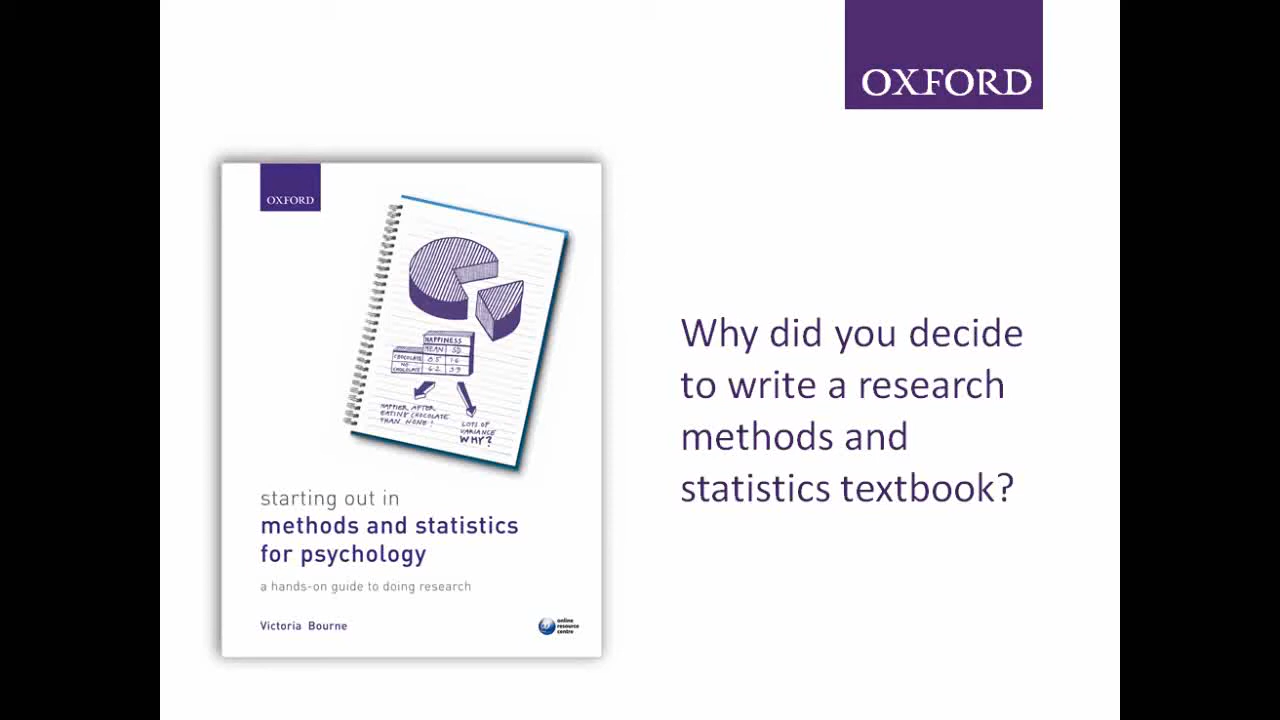 OXFORD
OXFORD
HAPPINESS
MEAN SD
CHOCOLATE 8.5 1.6
NO CHOCOLATE 6.2 3.9
HAPPIER AFTER
EATING CHOCOLATE
THAN NONE!
LOTS OF
VARIANCE
WHY?
starting out in
methods and statistics
for psychology
a hands-on guide to doing research
Victoria Bourne
online
resource
centre
Why did you decide
to write a research
methods and
statistics textbook?